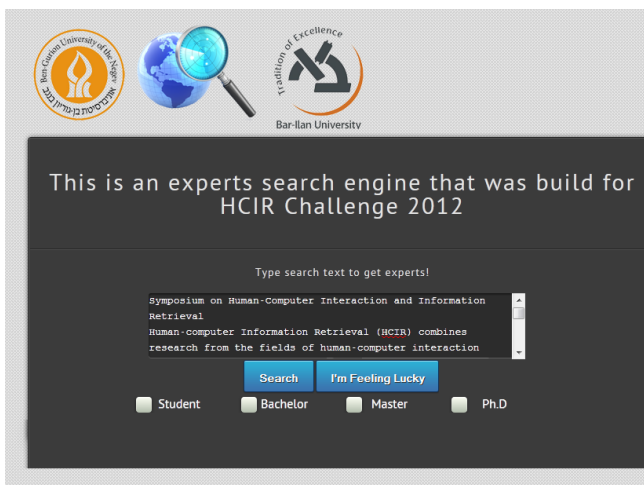 Ben-Gurion University of the Negev
אוניברסיטת בן-גוריון בנגב
Tradition of Excellence
Bar-Ilan University
This is an experts search engine that was build for
HCIR Challenge 2012
Type search text to get experts!
Symposium on Human-Computer Interaction and Information
Retrieval
Human-computer Information Retrieval (HCIR) combines
research from the fields of human-computer interaction
Search I'm Feeling Lucky
Student Bachelor Master Ph.D